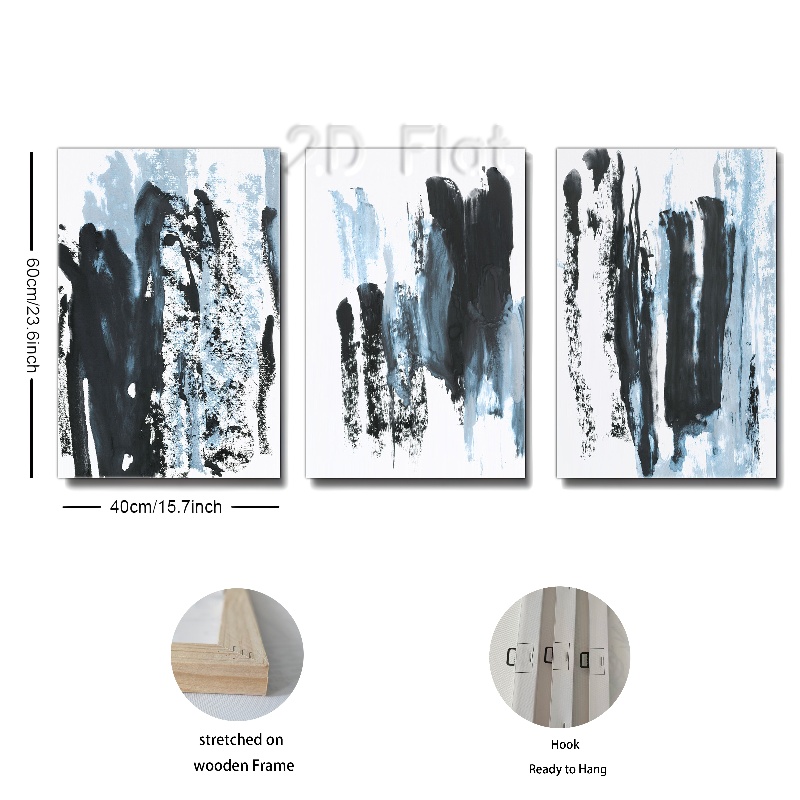 2D Flat
60cm/23.6inch
40cm/15.7inch
stretched on
wooden Frame
Hook
Ready to Hang